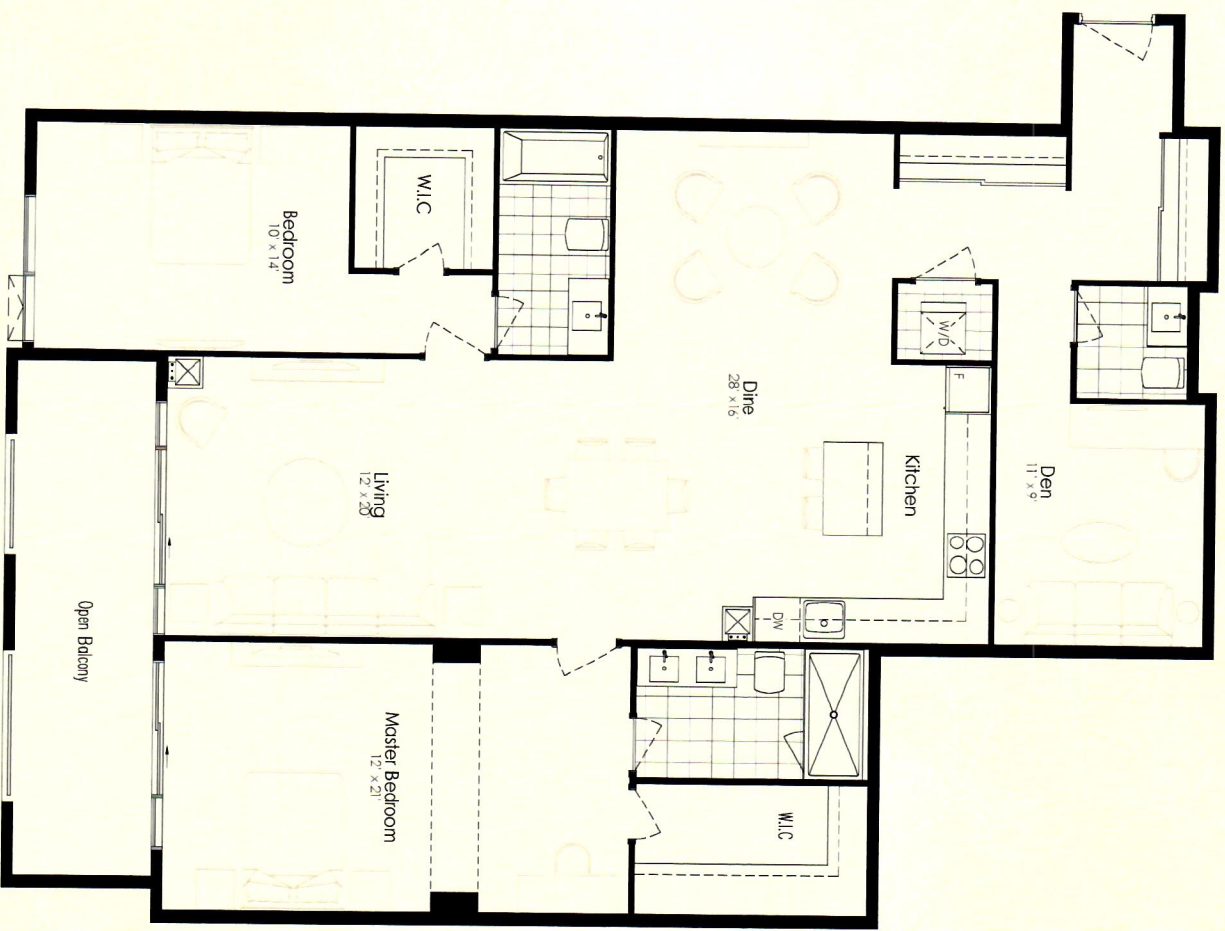 Bedroom
10' x 14'
W.I.C
W/D
F
Dine
28' x 16'
Kitchen
Den
11' x 9'
Living
12' x 20'
DW
Open Balcony
Master Bedroom
12' x 21'
W.I.C